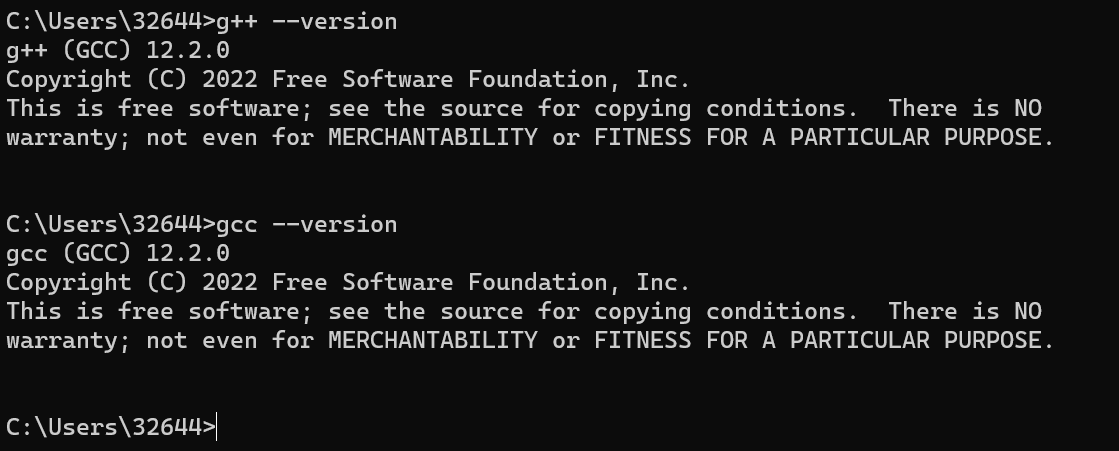 C:\Users\32644>g++ --version
g++ (GCC) 12.2.0
Copyright (C) 2022 Free Software Foundation, Inc.
This is free software; see the source for copying conditions.  There is NO
warranty; not even for MERCHANTABILITY or FITNESS FOR A PARTICULAR PURPOSE.
C:\Users\32644>gcc --version
gcc (GCC) 12.2.0
Copyright (C) 2022 Free Software Foundation, Inc.
This is free software; see the source for copying conditions.  There is NO
warranty; not even for MERCHANTABILITY or FITNESS FOR A PARTICULAR PURPOSE.
C:\Users\32644>